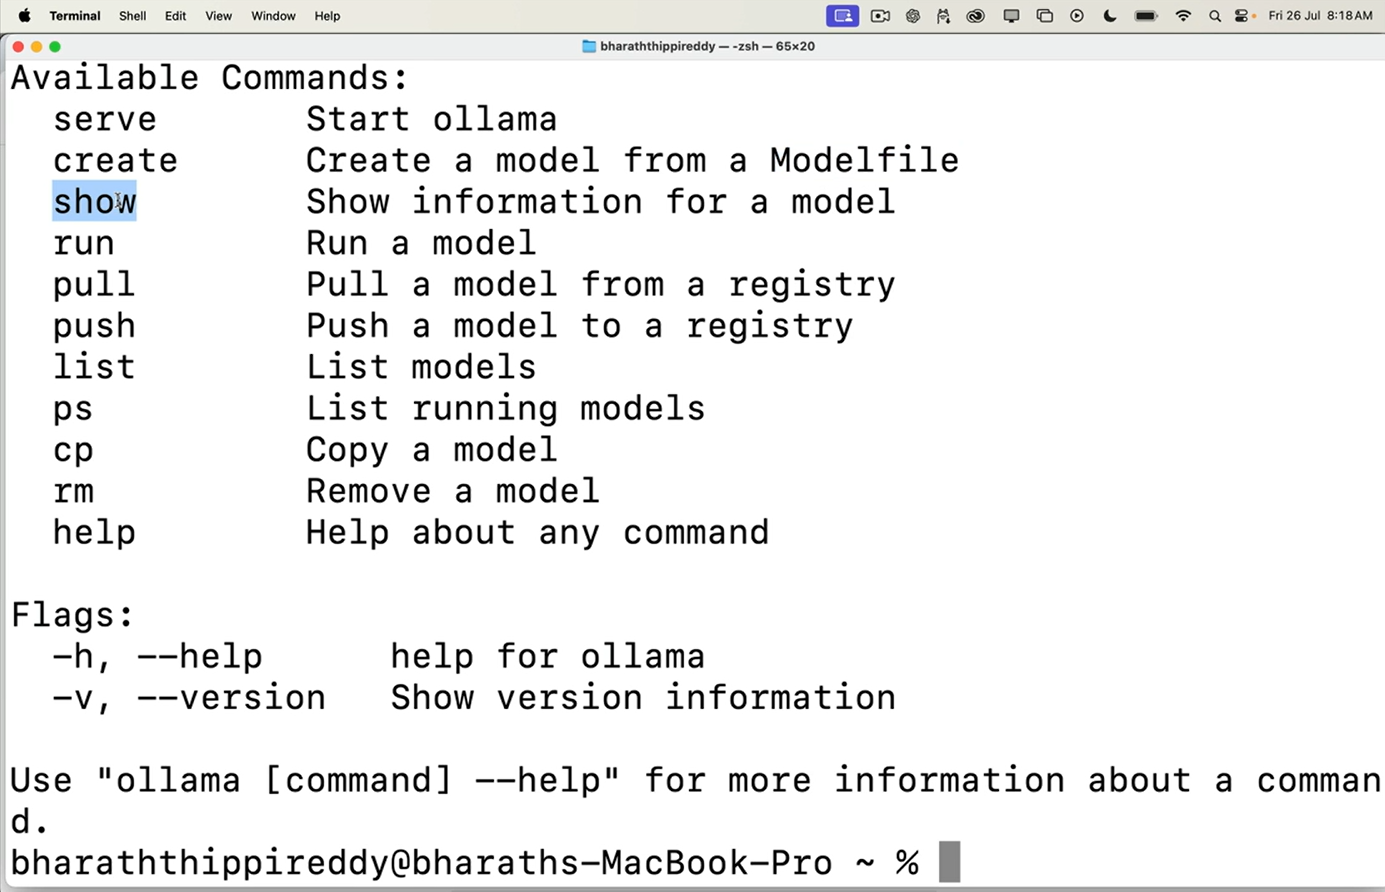 Terminal Shell Edit View Window Help Fri 26 Jul 8:18 AM
bharaththippireddy — -zsh — 65×20
Available Commands:
serve Start ollama
create Create a model from a Modelfile
show Show information for a model
run Run a model
pull Pull a model from a registry
push Push a model to a registry
list List models
ps List running models
cp Copy a model
rm Remove a model
help Help about any command
Flags:
-h, --help help for ollama
-v, --version Show version information
Use "ollama [command] --help" for more information about a comman
d.
bharaththippireddy@bharaths-MacBook-Pro ~ %